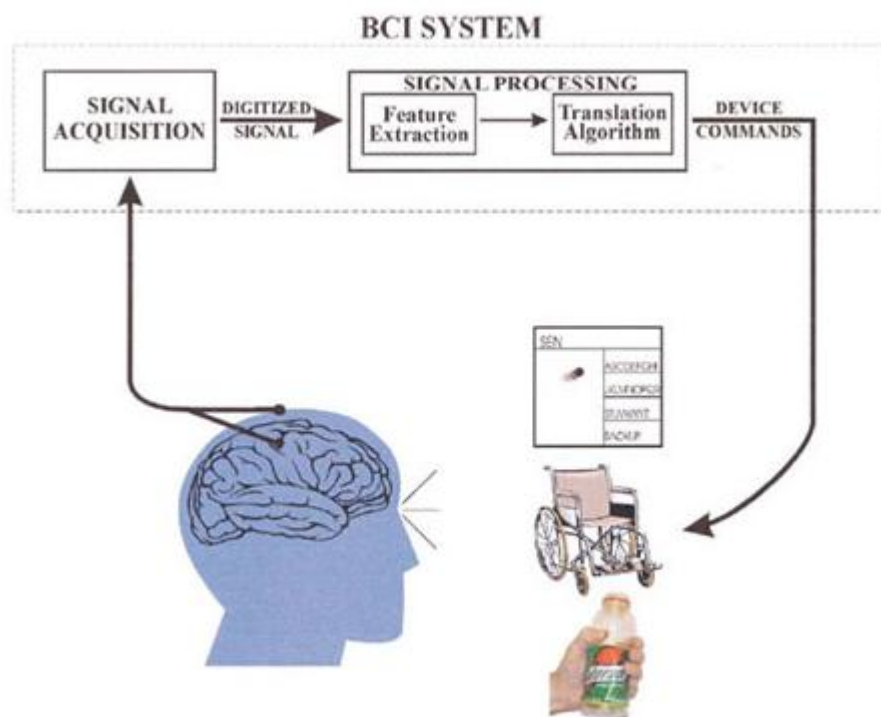 BCI SYSTEM
SIGNAL PROCESSING
SIGNAL
ACQUISITION
DIGITIZED
SIGNAL
Feature
Extraction
Translation
Algorithm
DEVICE
COMMANDS
BACKUP